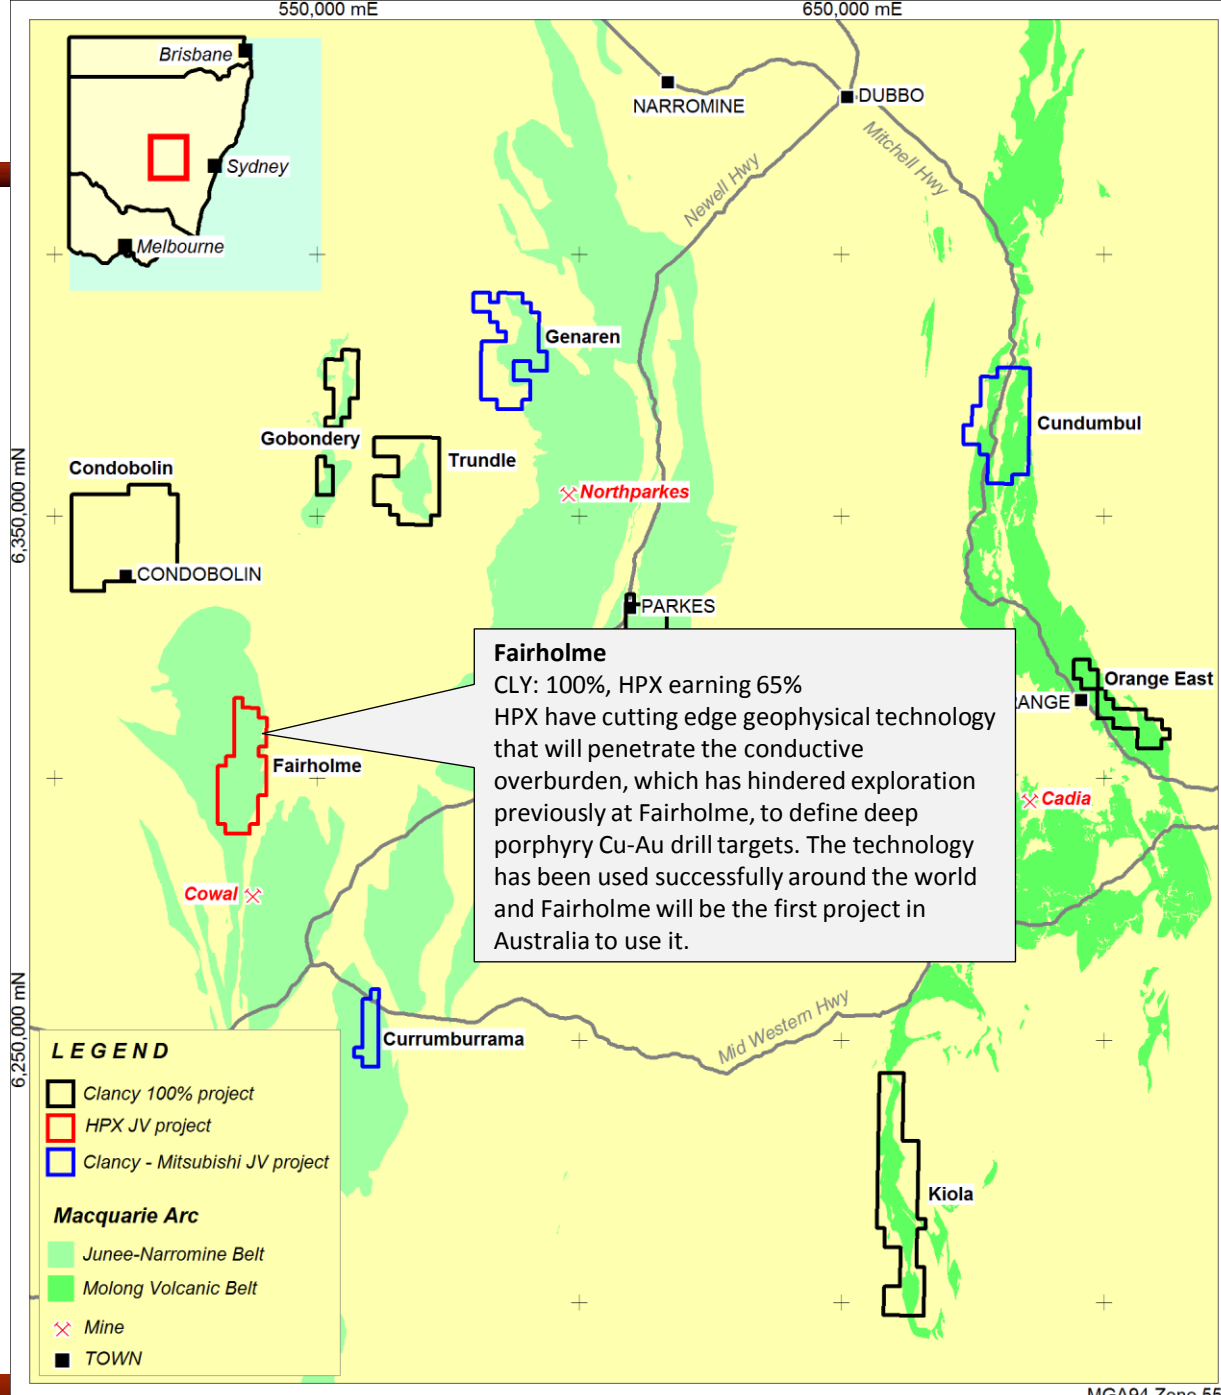 550,000 mE
650,000 mE
Brisbane
Sydney
Melbourne
NARROMINE
DUBBO
Newell Hwy
Mitchell Hwy
Genaren
Gobondery
Trundle
Cundumbul
Condobolin
Northparkes
6,350,000 mN
CONDOBOLIN
PARKES
Fairholme
CLY: 100%, HPX earning 65%
HPX have cutting edge geophysical technology
that will penetrate the conductive
overburden, which has hindered exploration
previously at Fairholme, to define deep
porphyry Cu-Au drill targets. The technology
has been used successfully around the world
and Fairholme will be the first project in
Australia to use it.
Orange East
RANGE
Fairholme
Cadia
Cowal
6,250,000 mN
Currumburrama
Mid Western Hwy
Kiola
LEGEND
Clancy 100% project
HPX JV project
Clancy - Mitsubishi JV project
Macquarie Arc
Junee-Narromine Belt
Molong Volcanic Belt
Mine
TOWN
MGA94 Zone 55